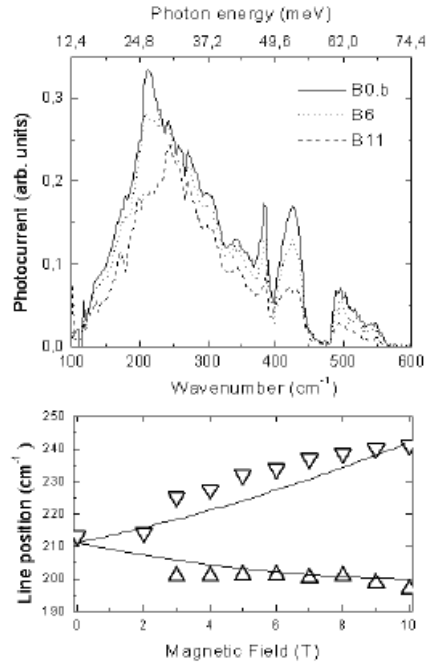 Photon energy (meV)
12,4 24,8 37,2 49,6 62,0 74,4
Photocurrent (arb. units)
0,3
0,2
0,1
0,0
B0.b
B6
B11
100 200 300 400 500 600
Wavenumber (cm⁻¹)
Line position (cm⁻¹)
250
240
230
220
210
200
190
0 2 4 6 8 10
Magnetic Field (T)